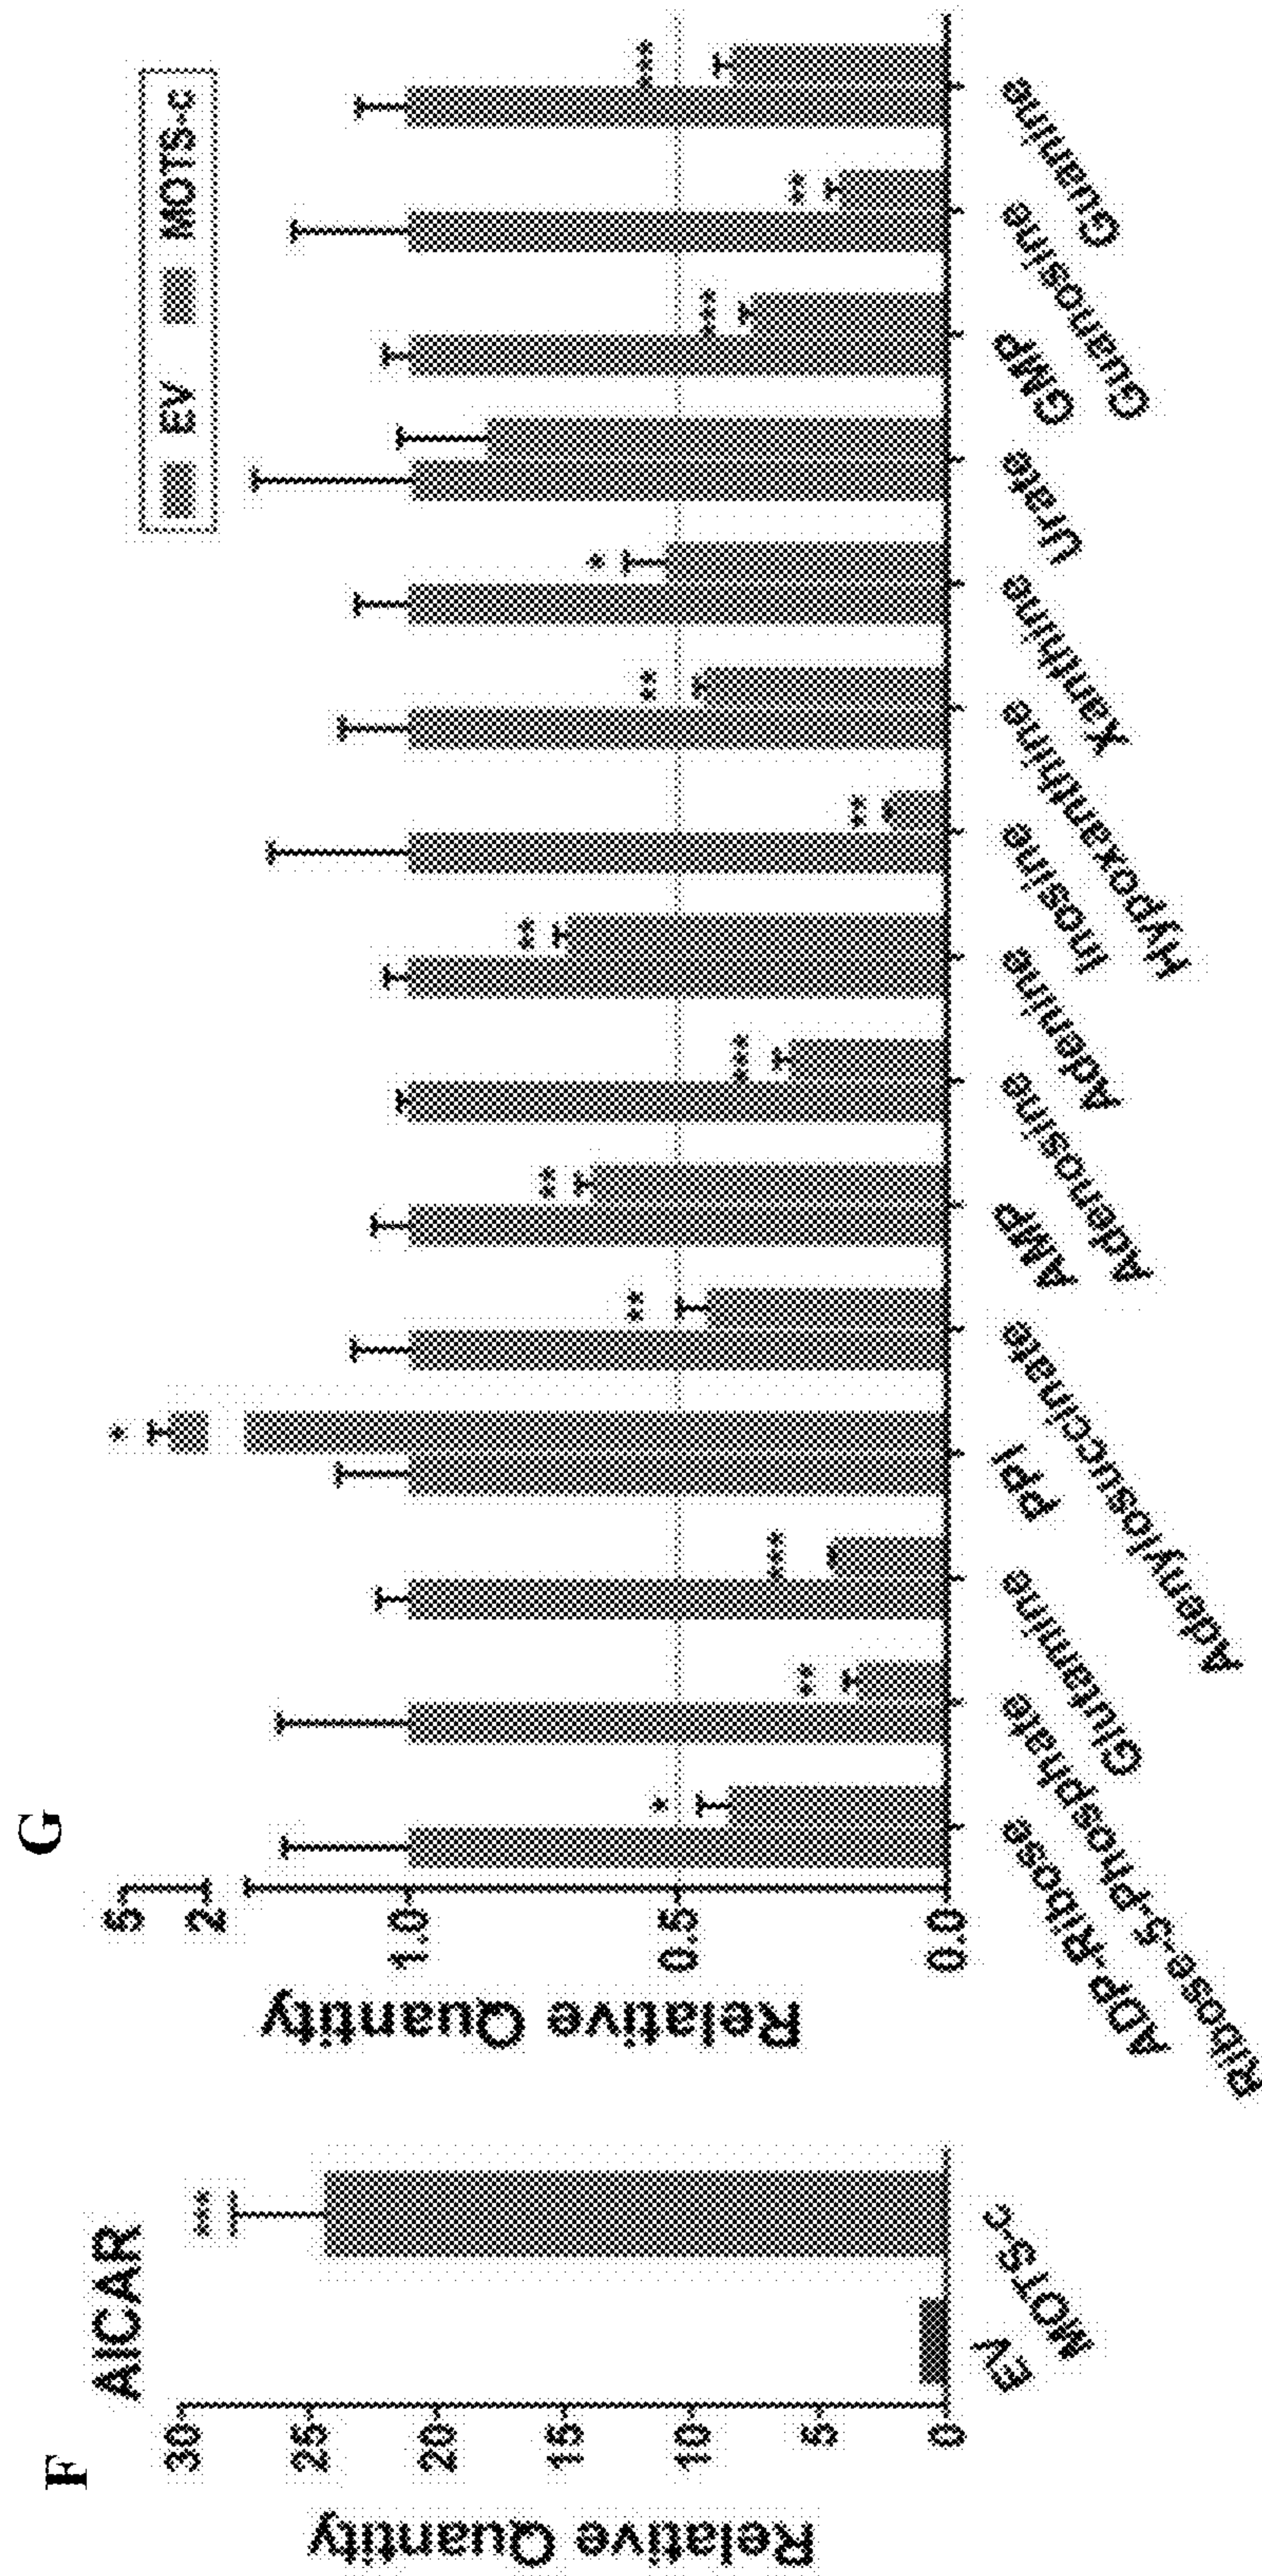 F
AICAR
Relative Quantity
30
25
20
15
10
5
0
***
EV
MOTS-c
G
EV MOTS-c
Relative Quantity
5
2
1.0
0.5
0.0
*
**
***
*
**
**
***
**
**
**
*
***
**
***
ADP-Ribose
Ribose-5-Phosphate
Glutamine
PPi
Adenylosuccinate
AMP
Adenosine
Adenine
Inosine
Hypoxanthine
Xanthine
Urate
GMP
Guanosine
Guanine